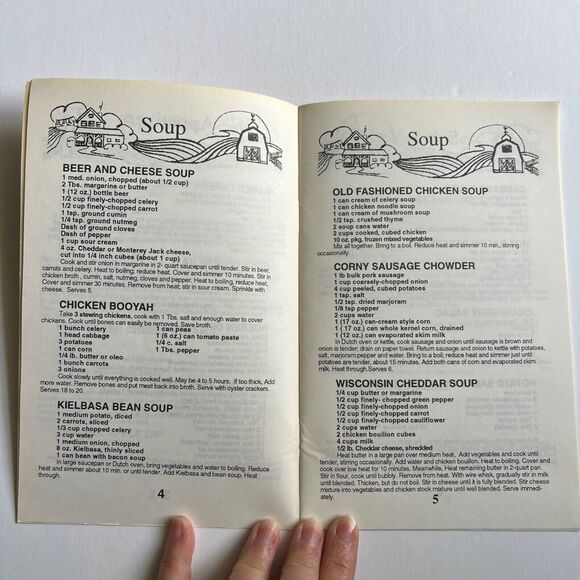 Soup
BEER AND CHEESE SOUP
1 med. onion, chopped (about 1/2 cup)
2 Tbs. margarine or butter
1 (12 oz.) bottle beer
1/2 cup finely-chopped celery
1/2 cup finely-chopped carrot
1 tsp. ground cumin
1/4 tsp. ground nutmeg
Dash of ground cloves
Dash of pepper
1 cup sour cream
4 oz. Cheddar or Monterey Jack cheese,
cut into 1/4 inch cubes (about 1 cup)
Cook and stir onion in margarine in 2- quart saucepan until tender. Stir in beer,
carrots and celery. Heat to boiling; reduce heat. Cover and simmer 10 minutes. Stir in
chicken broth , cumin, salt, nutmeg, cloves and pepper. Heat to boiling, reduce heat,
Cover and simmer 30 minutes. Remove from heat; stir in sour cream. Sprinkle with
cheese. Serves 5.
CHICKEN BOOYAH
Take 3 stewing chickens, cook with 1 Tbs. salt and enough water to cover
chickens. Cook until bones can easily be removed. Save broth.
1 bunch celery
1 can peas
1 head cabbage
1 (6 oz.) can tomato paste
3 potatoes
1/4 c. salt
1 can corn
1 Tbs. pepper
1/4 lb. butter or oleo
1 bunch carrots
3 onions
Cook slowly until everything is cooked well. May be 4 to 5 hours. If too thick, Add
more water. Remove bones and put meat back into broth. Serve with oyster crackers.
Serves 18 to 20.
KIELBASA BEAN SOUP
1 medium potato, diced
2 carrots, sliced
1/3 cup chopped celery
3 cup water
1 medium onion, chopped
8 oz. Kielbasa, thinly sliced
1 can bean with bacon soup
In large saucepan or Dutch oven, bring vegetables and water to boiling. Reduce
heat and simmer about 10 min. or until tender. Add Kielbasa and bean soup. Heat
through.
4
Soup
OLD FASHIONED CHICKEN SOUP
1 can cream of celery soup
1 can chicken noodle soup
1 can cream of mushroom soup
1/2 tsp. crushed thyme
2 soup cans water
2 cups cooked, cubed chicken
10 oz. pkg. frozen mixed vegetables
Mix all together. Bring to a boil. Reduce heat and simmer 10 min., stirring
occasionally.
CORNY SAUSAGE CHOWDER
1 lb bulk pork sausage
1 cup coarsely-chopped onion
4 cup peeled, cubed potatoes
1 tsp. salt
1/2 tsp. dried marjoram
1/8 tsp pepper
2 cups water
1 (17 oz.) can-cream style corn
1 ( 17 oz.) can whole kernel corn, drained
1 (12 oz.) can evaporated skim milk
In Dutch oven or kettle, cook sausage and onion until sausage is brown and
onion is tender; drain on paper towel. Return sausage and onion to kettle with potatoes,
salt, marjoram pepper and water. Bring to a boil; reduce heat and simmer just until
potatoes are tender, about 15 minutes. Add both cans of corn and evaporated skim
milk. Heat through.Serves 6.
WISCONSIN CHEDDAR SOUP
1/4 cup butter or margarine
1/2 cup finely- chopped green pepper
1/2 cup finely-chopped onion
1/2 cup finely-chopped carrot
1/2 cup finely-chopped cauliflower
2 cups water
2 chicken bouillon cubes
4 cups milk
1/2 lb. Cheddar cheese, shredded
Heat butter in a large pan over medium heat, Add vegetables and cook until
tender, stirring occasionally. Add water and chicken bouillon. Heat to boiling. Cover and
cook over low heat for 10 minutes. Meanwhile, Heat remaining butter in 2-quart pan.
Stir in flour, cook until bubbly. Remove from heat; gradually stir in milk
until blended. Thicken, but do not boil. Stir in cheese until it is fully blended. Stir cheese
mixture into vegetables and chicken stock mixture until well blended. Serve immedi-
ately.
5